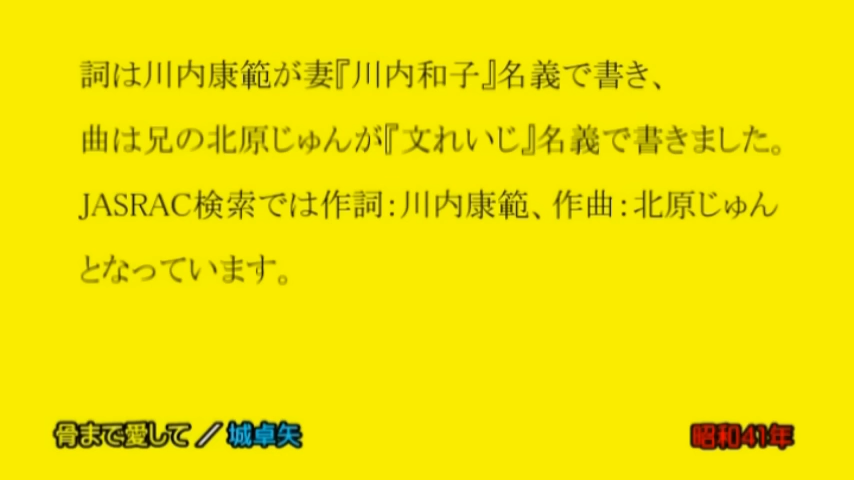 詞は川内康範が妻『川内和子』名義で書き、
曲は兄の北原じゅんが『文れいじ』名義で書きました。
JASRAC検索では作詞：川内康範、作曲：北原じゅん
となっています。
骨まで愛して／城卓矢
昭和41年